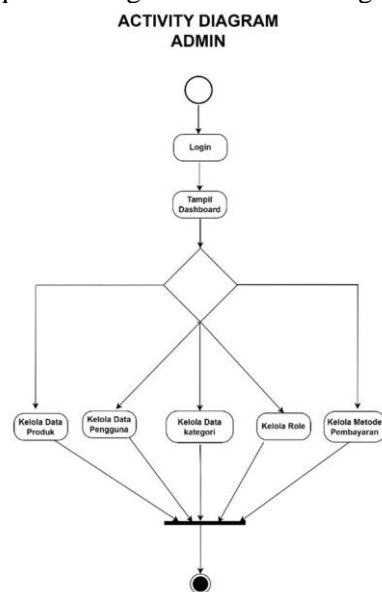 ACTIVITY DIAGRAM
ADMIN
Login
Tampil
Dashboard
Kelola Data
Produk
Kelola Data
Pengguna
Kelola Data
kategori
Kelola Role
Kelola Metode
Pembayaran